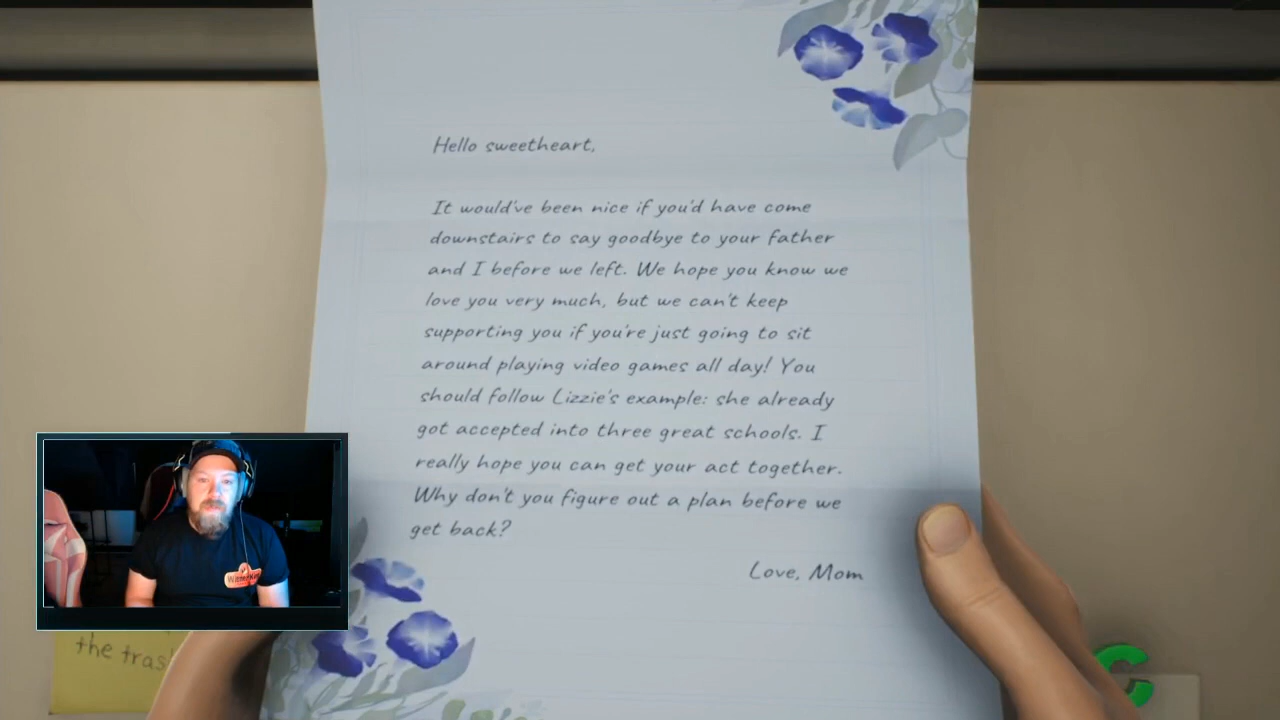 Hello sweetheart,
It would've been nice if you'd have come
downstairs to say goodbye to your father
and I before we left. We hope you know we
love you very much, but we can't keep
supporting you if you're just going to sit
around playing video games all day! You
should follow Lizzie's example: she already
got accepted into three great schools. I
really hope you can get your act together.
Why don't you figure out a plan before we
get back?
Love, Mom
the